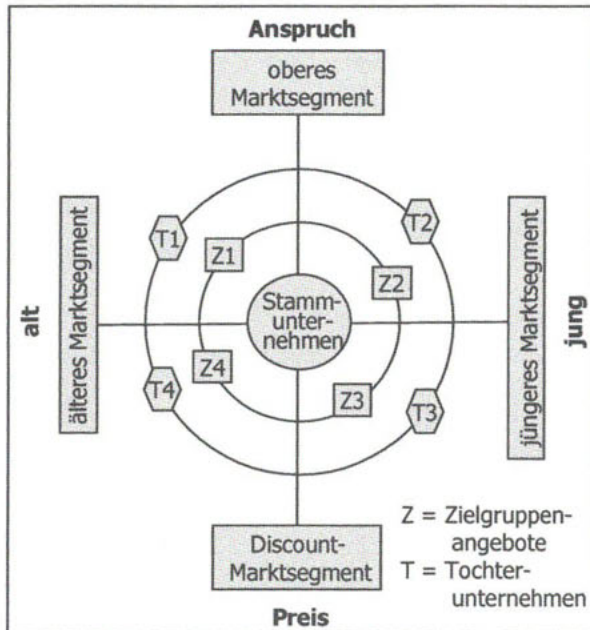 Anspruch
oberes
Marktsegment
T1
T2
Z1
Z2
alt
älteres Marktsegment
Stamm-
unter-
nehmen
jüngeres Marktsegment
jung
Z4
T4
Z3
T3
Discount-
Marktsegment
Preis
Z = Zielgruppen-
angebote
T = Tochter-
unternehmen